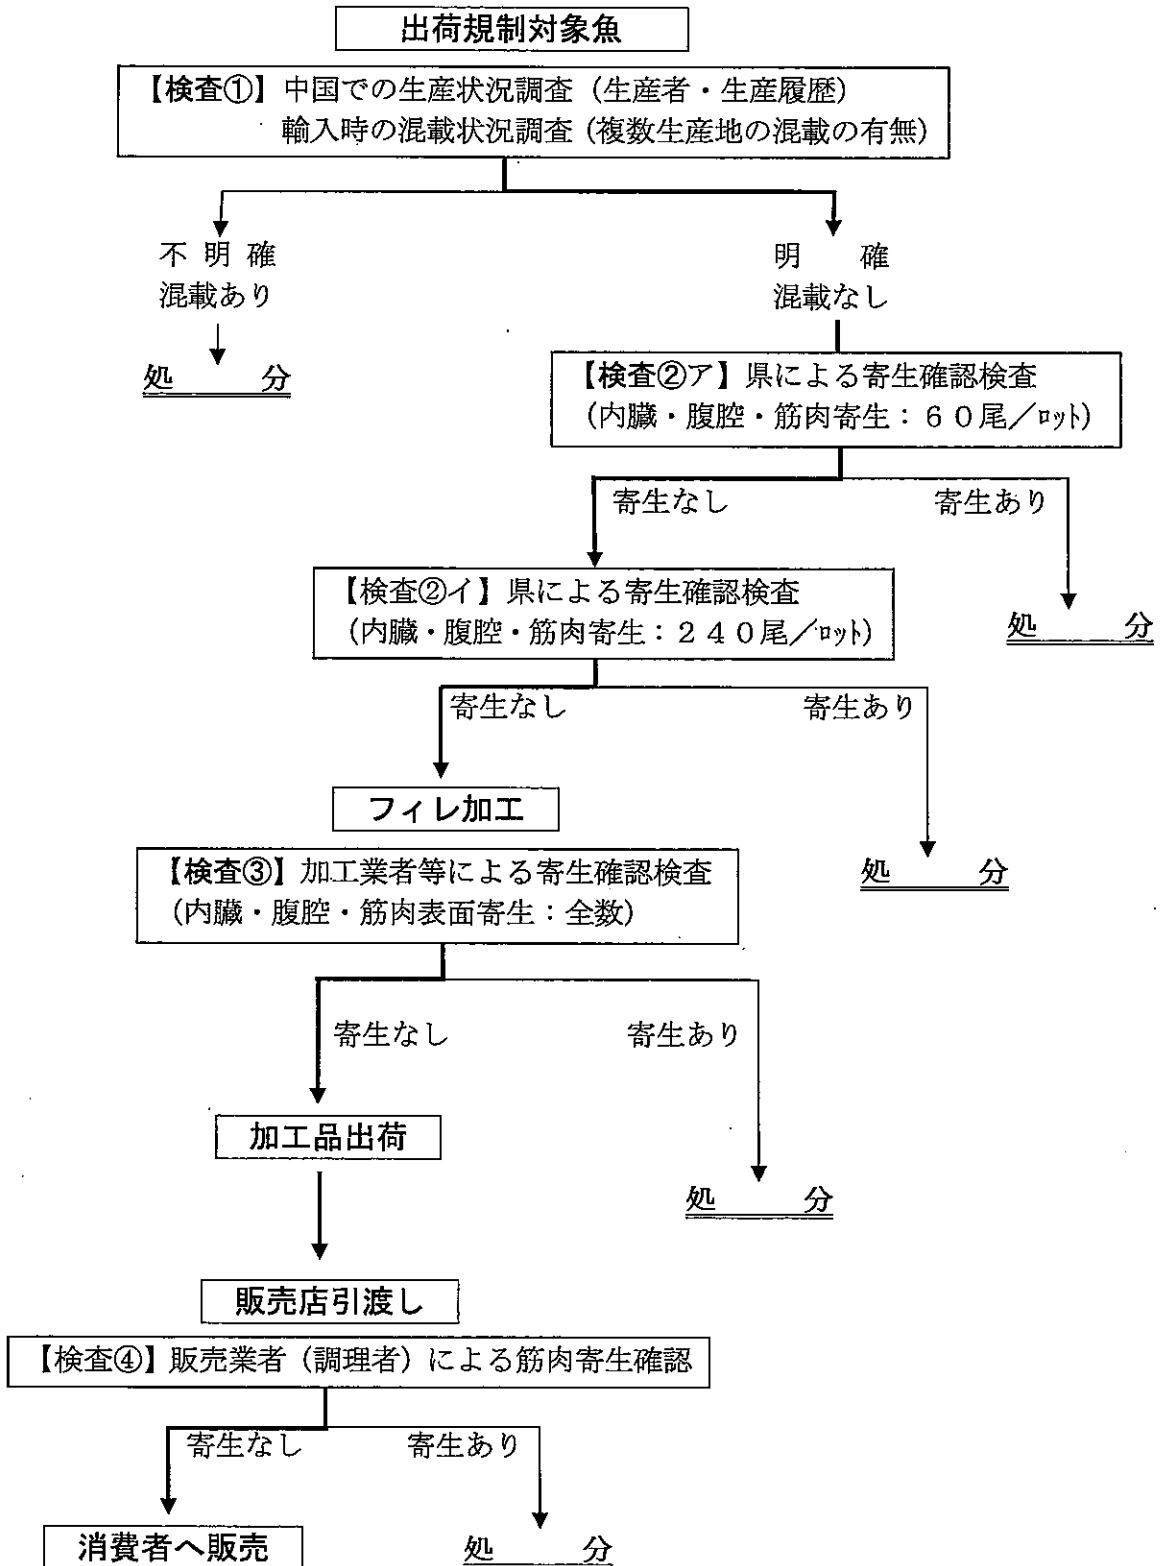 出荷規制対象魚
【検査①】中国での生産状況調査（生産者・生産履歴）
輸入時の混載状況調査（複数生産地の混載の有無）
不明確
混載あり
処分
明確
混載なし
【検査②ア】県による寄生確認検査
（内臓・腹腔・筋肉寄生：６０尾／ﾛｯﾄ）
寄生なし
寄生あり
処分
【検査②イ】県による寄生確認検査
（内臓・腹腔・筋肉寄生：２４０尾／ﾛｯﾄ）
寄生なし
寄生あり
処分
フィレ加工
【検査③】加工業者等による寄生確認検査
（内臓・腹腔・筋肉表面寄生：全数）
寄生なし
寄生あり
処分
加工品出荷
販売店引渡し
【検査④】販売業者（調理者）による筋肉寄生確認
寄生なし
寄生あり
消費者へ販売
処分